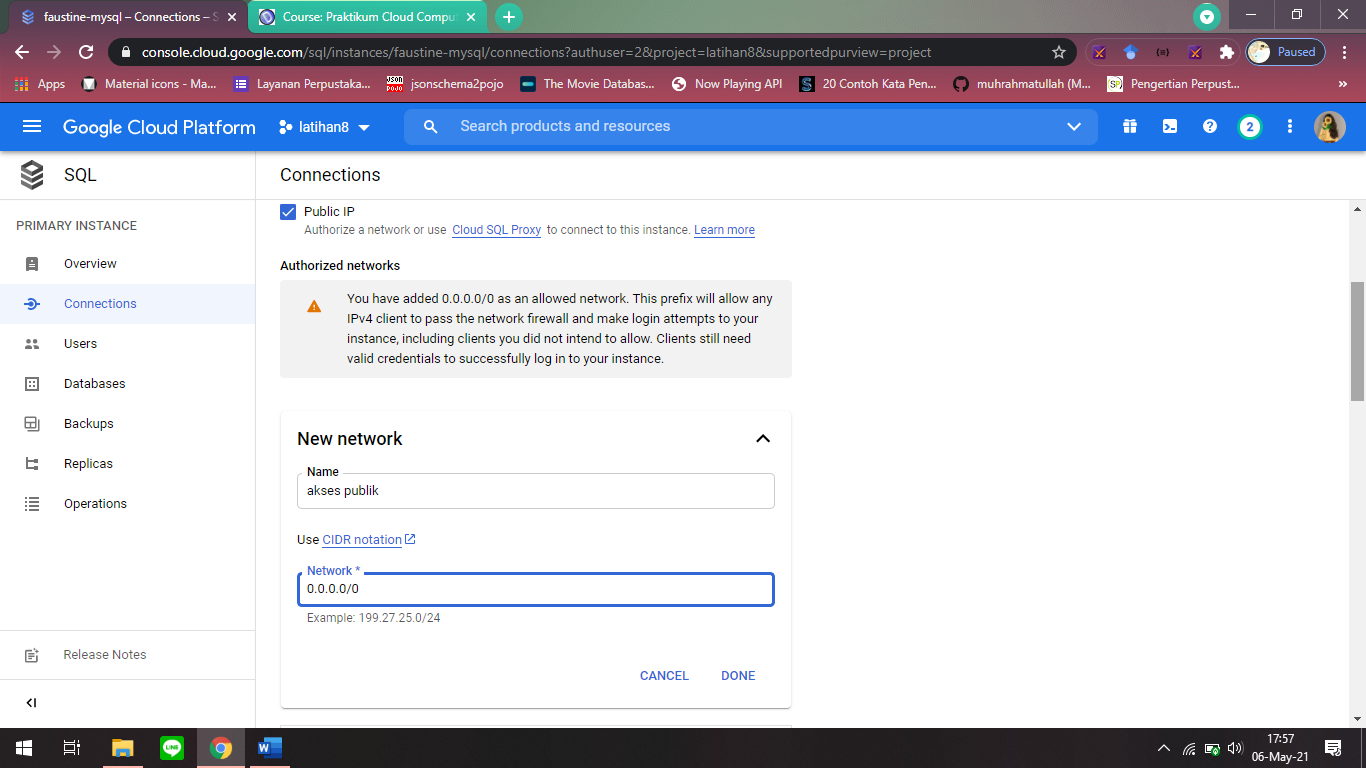 faustine-mysql – Connections – S
Course: Praktikum Cloud Compu
console.cloud.google.com/sql/instances/faustine-mysql/connections?authuser=2&project=latihan8&supportedpurview=project
Paused
Apps
Material icons - Ma...
Layanan Perpustaka...
JSON
POJO
jsonschema2pojo
The Movie Databas...
Now Playing API
20 Contoh Kata Pen...
muhrahmatullah (M...
Pengertian Perpust...
Google Cloud Platform
latihan8
Search products and resources
2
SQL
Connections
PRIMARY INSTANCE
Overview
Connections
Users
Databases
Backups
Replicas
Operations
Release Notes
Public IP
Authorize a network or use Cloud SQL Proxy to connect to this instance. Learn more
Authorized networks
You have added 0.0.0.0/0 as an allowed network. This prefix will allow any
IPv4 client to pass the network firewall and make login attempts to your
instance, including clients you did not intend to allow. Clients still need
valid credentials to successfully log in to your instance.
New network
Name
akses publik
Use CIDR notation
Network *
0.0.0.0/0
Example: 199.27.25.0/24
CANCEL
DONE
LINE
17:57
06-May-21